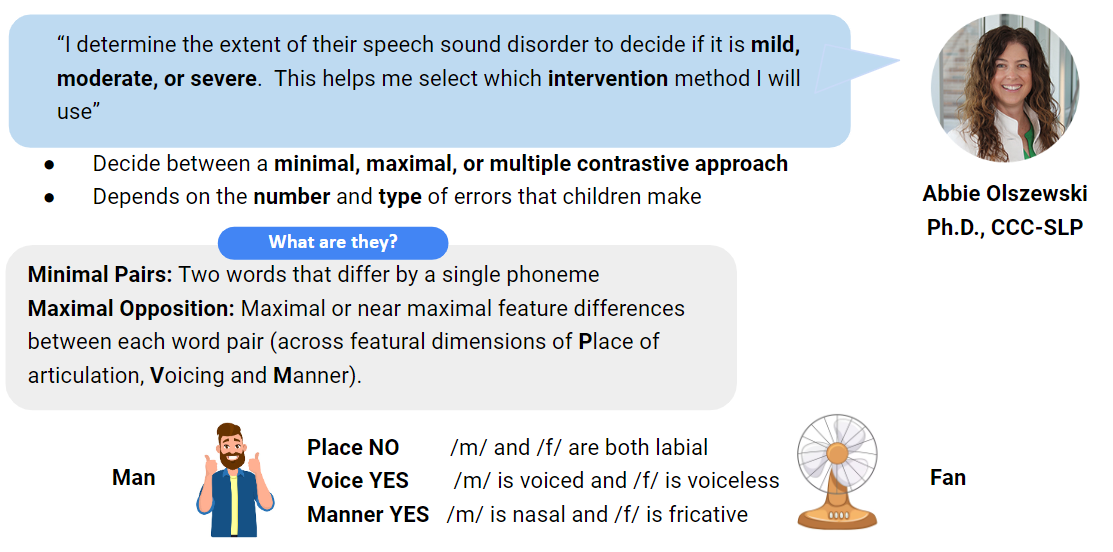 “I determine the extent of their speech sound disorder to decide if it is mild,
moderate, or severe.  This helps me select which intervention method I will
use”
● Decide between a minimal, maximal, or multiple contrastive approach
● Depends on the number and type of errors that children make
Abbie Olszewski
Ph.D., CCC-SLP
What are they?
Minimal Pairs: Two words that differ by a single phoneme
Maximal Opposition: Maximal or near maximal feature differences
between each word pair (across featural dimensions of Place of
articulation, Voicing and Manner).
Man
Place NO /m/ and /f/ are both labial
Voice YES /m/ is voiced and /f/ is voiceless
Manner YES /m/ is nasal and /f/ is fricative
Fan